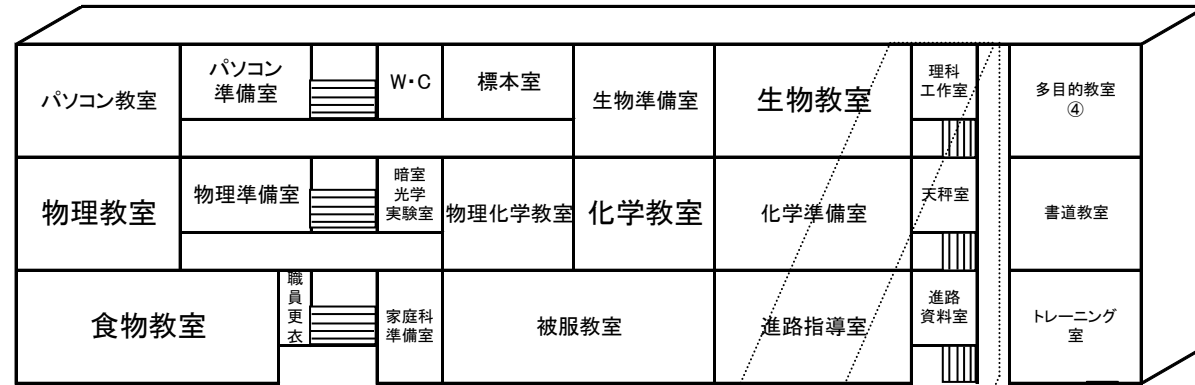 パソコン教室
パソコン
準備室
W・C
標本室
生物準備室
生物教室
理科
工作室
多目的教室
④
物理教室
物理準備室
暗室
光学
実験室
物理化学教室
化学教室
化学準備室
天秤室
書道教室
食物教室
職
員
更
衣
家庭科
準備室
被服教室
進路指導室
進路
資料室
トレーニング
室